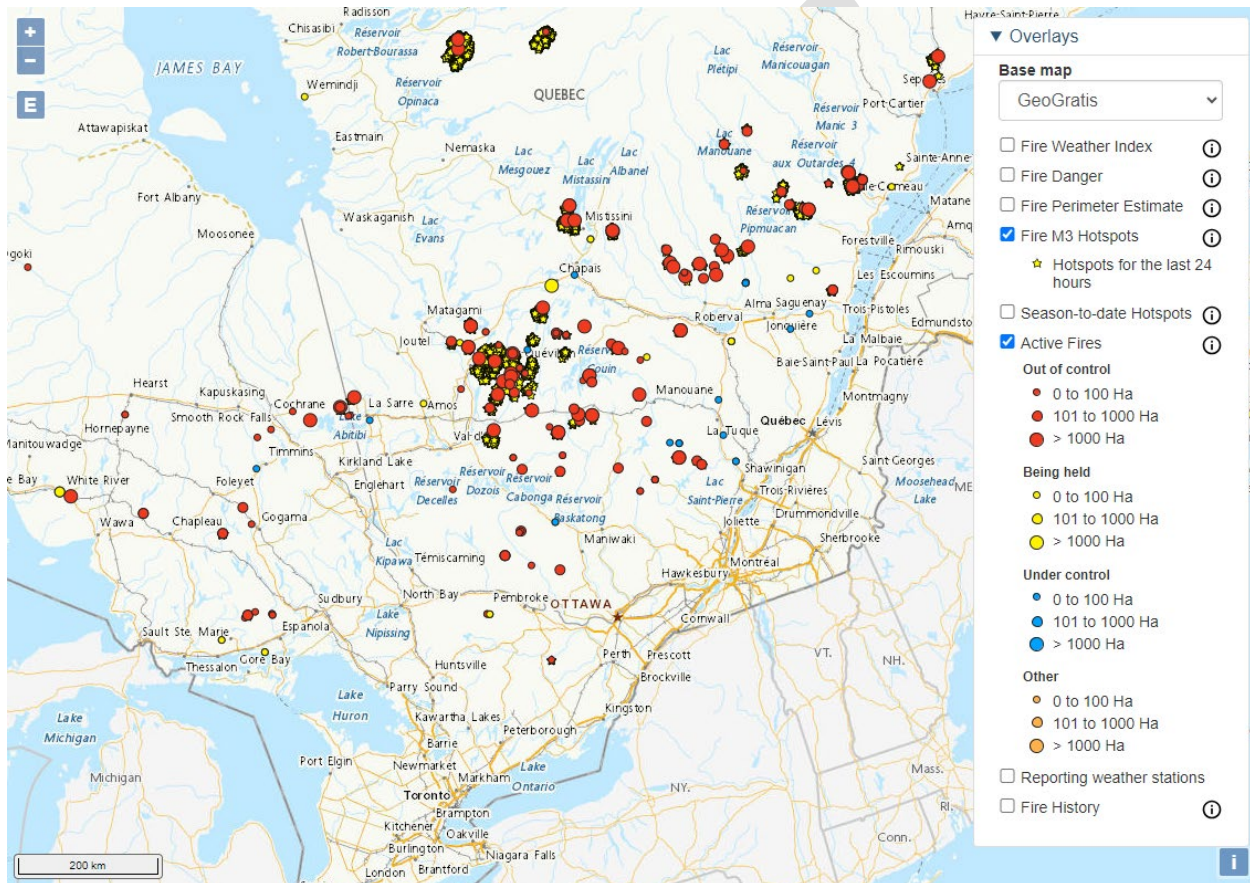 Radisson
Chisasibi
Réservoir
Robert-Bourassa
JAMES BAY
Wemindji
Réservoir
Opinaca
QUEBEC
Lac
Plétipi
Réservoir
Manicouagan
Havre-Saint-Pierre
Port-Cartier
Attawapiskat
Eastmain
Nemaska
Lac
Mesgouez
Lac
Albanel
Lac
Mistassini
Lac
Manouane
Réservoir
Manic 3
Réservoir
aux Outardes 4
Sainte-Anne-
Matane
Fort Albany
Waskaganish
Lac
Evans
Mistissini
Réservoir
Pipmuacan
Forestville
Rimouski
Moosonee
Chapais
Les Escoumins
Matagami
Joutel
Roberval
Alma
Saguenay
Jonquière
Trois-Pistoles
Edmundsto
La Malbaie
Baie-Saint-Paul
La Pocatière
Hearst
Kapuskasing
Cochrane
Smooth Rock Falls
Hornepayne
La Sarre
Amos
Manouane
Montmagny
Abitibi
Québec
Lévis
La Tuque
Timmins
Kirkland Lake
White River
Foleyet
Englehart
Réservoir
Decelles
Réservoir
Dozois
Réservoir
Cabonga
Réservoir
Baskatong
Lac
Saint-Pierre
Shawinigan
Trois-Rivières
Saint-Georges
Moosehead
Lake
Wawa
Chapleau
Gogama
Drummondville
Joliette
Sherbrooke
Lac
Kipawa
Témiscaming
Maniwaki
Montréal
Hawkesbury
Sudbury
North Bay
Pembroke
OTTAWA
Cornwall
Sault Ste. Marie
Espanola
Lake
Nipissing
Thessalon
Gore Bay
Huntsville
Perth
Prescott
Brockville
VT.
NH.
Parry Sound
Lake
Huron
Kingston
Kawartha Lakes
Peterborough
Lake
Michigan
Barrie
Port Elgin
Newmarket
Markham
Lake
Ontario
Michigan
Toronto
Brampton
NY.
Mass.
RI.
Kitchener
Oakville
Conn.
Burlington
Niagara Falls
London
Brantford
200 km
+
−
E
▼ Overlays
Base map
GeoGratis
Fire Weather Index
Fire Danger
Fire Perimeter Estimate
Fire M3 Hotspots
Hotspots for the last 24
hours
Season-to-date Hotspots
Active Fires
Out of control
0 to 100 Ha
101 to 1000 Ha
> 1000 Ha
Being held
0 to 100 Ha
101 to 1000 Ha
> 1000 Ha
Under control
0 to 100 Ha
101 to 1000 Ha
> 1000 Ha
Other
0 to 100 Ha
101 to 1000 Ha
> 1000 Ha
Reporting weather stations
Fire History
i